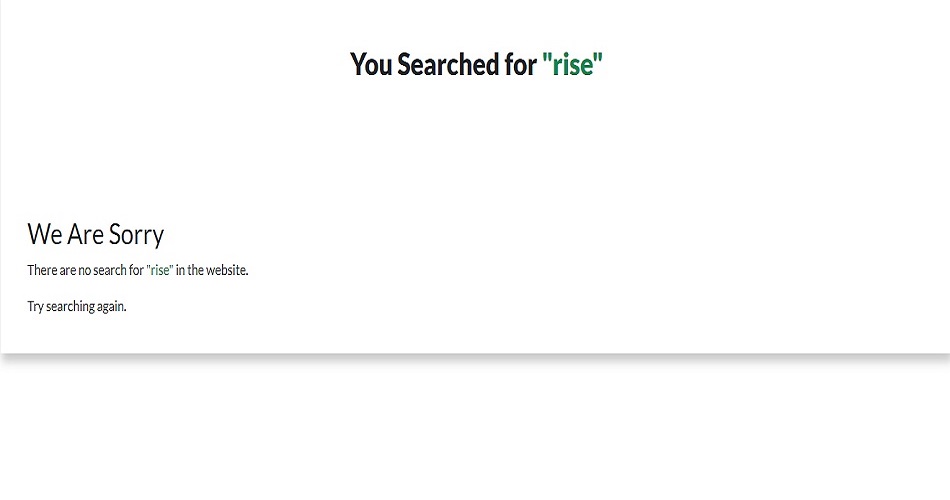 You Searched for "rise"
We Are Sorry
There are no search for "rise" in the website.
Try searching again.